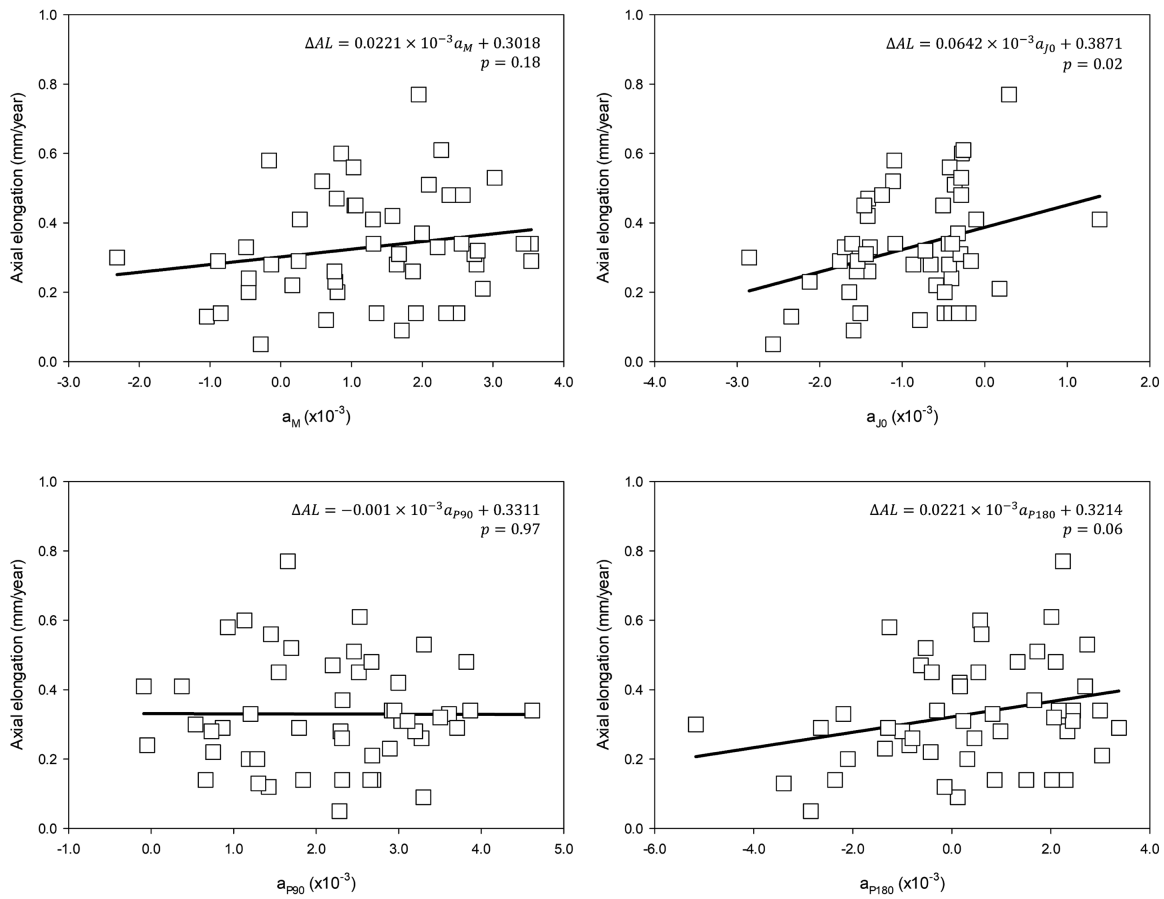 1.0
0.8
0.6
0.4
0.2
0.0
Axial elongation (mm/year)
ΔAL = 0.0221 × 10⁻³a_M + 0.3018
p = 0.18
-3.0 -2.0 -1.0 0.0 1.0 2.0 3.0 4.0
a_M (x10⁻³)
1.0
0.8
0.6
0.4
0.2
0.0
Axial elongation (mm/year)
ΔAL = 0.0642 × 10⁻³a_J0 + 0.3871
p = 0.02
-4.0 -3.0 -2.0 -1.0 0.0 1.0 2.0
a_J0 (x10⁻³)
1.0
0.8
0.6
0.4
0.2
0.0
Axial elongation (mm/year)
ΔAL = −0.001 × 10⁻³a_P90 + 0.3311
p = 0.97
-1.0 0.0 1.0 2.0 3.0 4.0 5.0
a_P90 (x10⁻³)
1.0
0.8
0.6
0.4
0.2
0.0
Axial elongation (mm/year)
ΔAL = 0.0221 × 10⁻³a_P180 + 0.3214
p = 0.06
-6.0 -4.0 -2.0 0.0 2.0 4.0
a_P180 (x10⁻³)